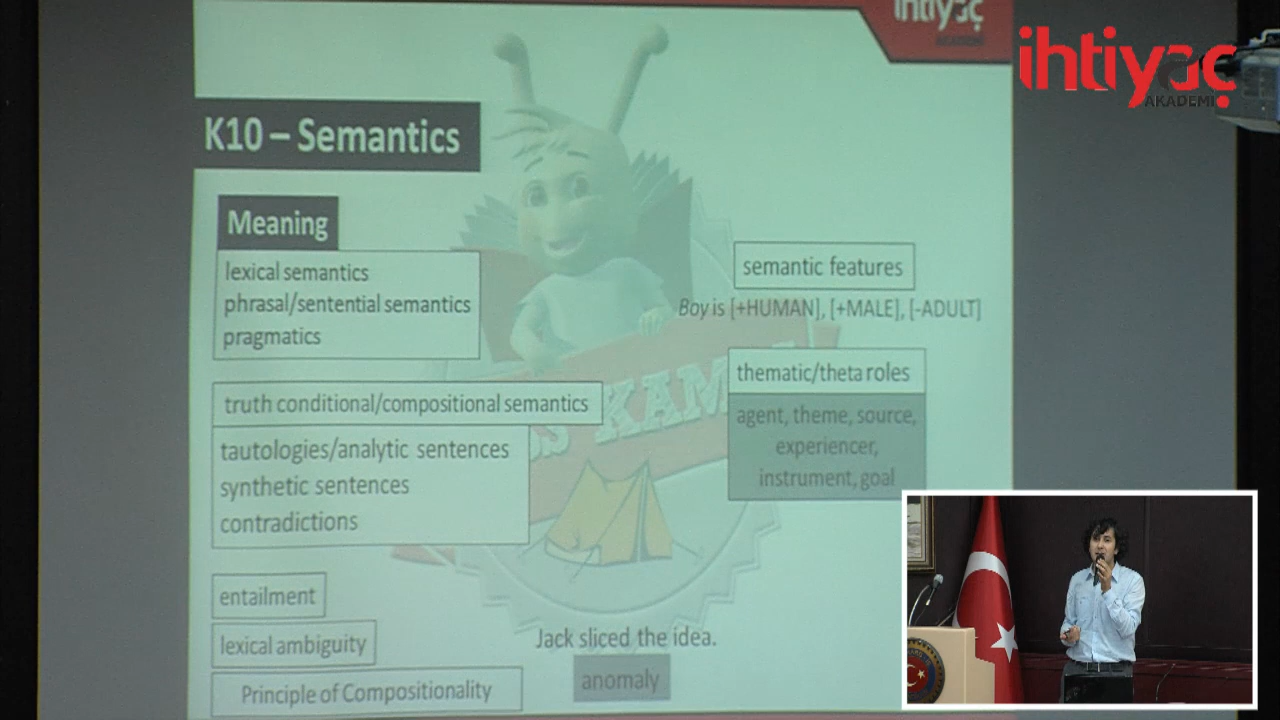 ihtiyaç
ihtiyaç
AKADEMİ
K10 – Semantics
Meaning
lexical semantics
phrasal/sentential semantics
pragmatics
semantic features
Boy is [+HUMAN], [+MALE], [-ADULT]
thematic/theta roles
agent, theme, source,
experiencer,
instrument, goal
truth conditional/compositional semantics
tautologies/analytic sentences
synthetic sentences
contradictions
KAM
entailment
lexical ambiguity
Principle of Compositionality
Jack sliced the idea.
anomaly